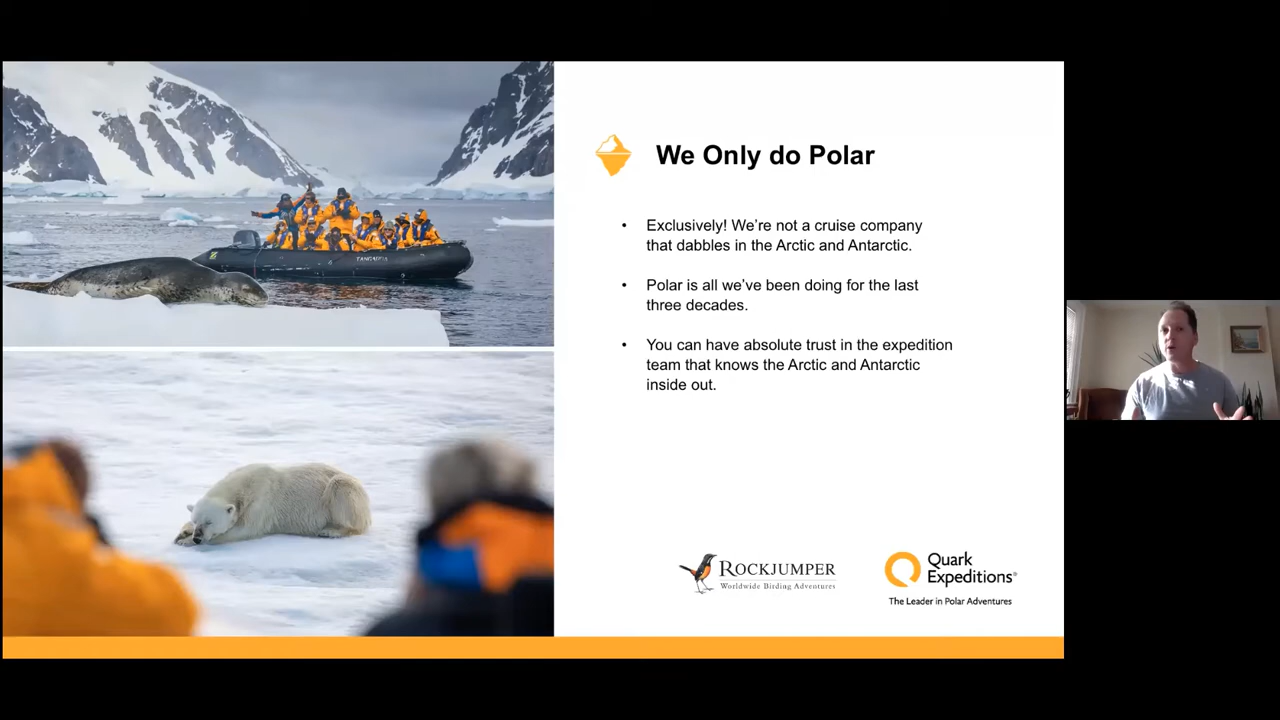 We Only do Polar
• Exclusively! We’re not a cruise company
that dabbles in the Arctic and Antarctic.
• Polar is all we’ve been doing for the last
three decades.
• You can have absolute trust in the expedition
team that knows the Arctic and Antarctic
inside out.
ROCKJUMPER
Worldwide Birding Adventures
Quark
Expeditions®
The Leader in Polar Adventures